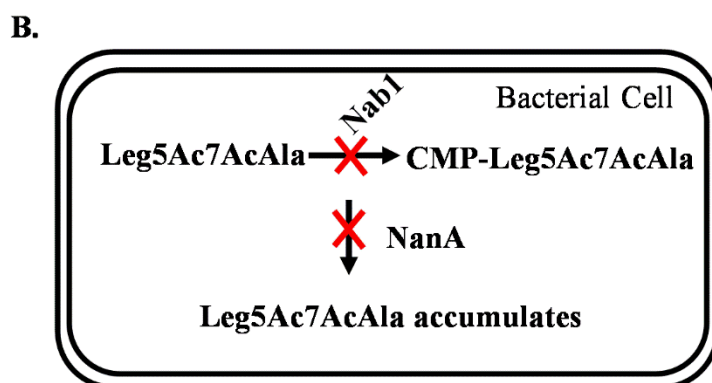 B.
Bacterial Cell
Nab1
Leg5Ac7AcAla CMP-Leg5Ac7AcAla
NanA
Leg5Ac7AcAla accumulates